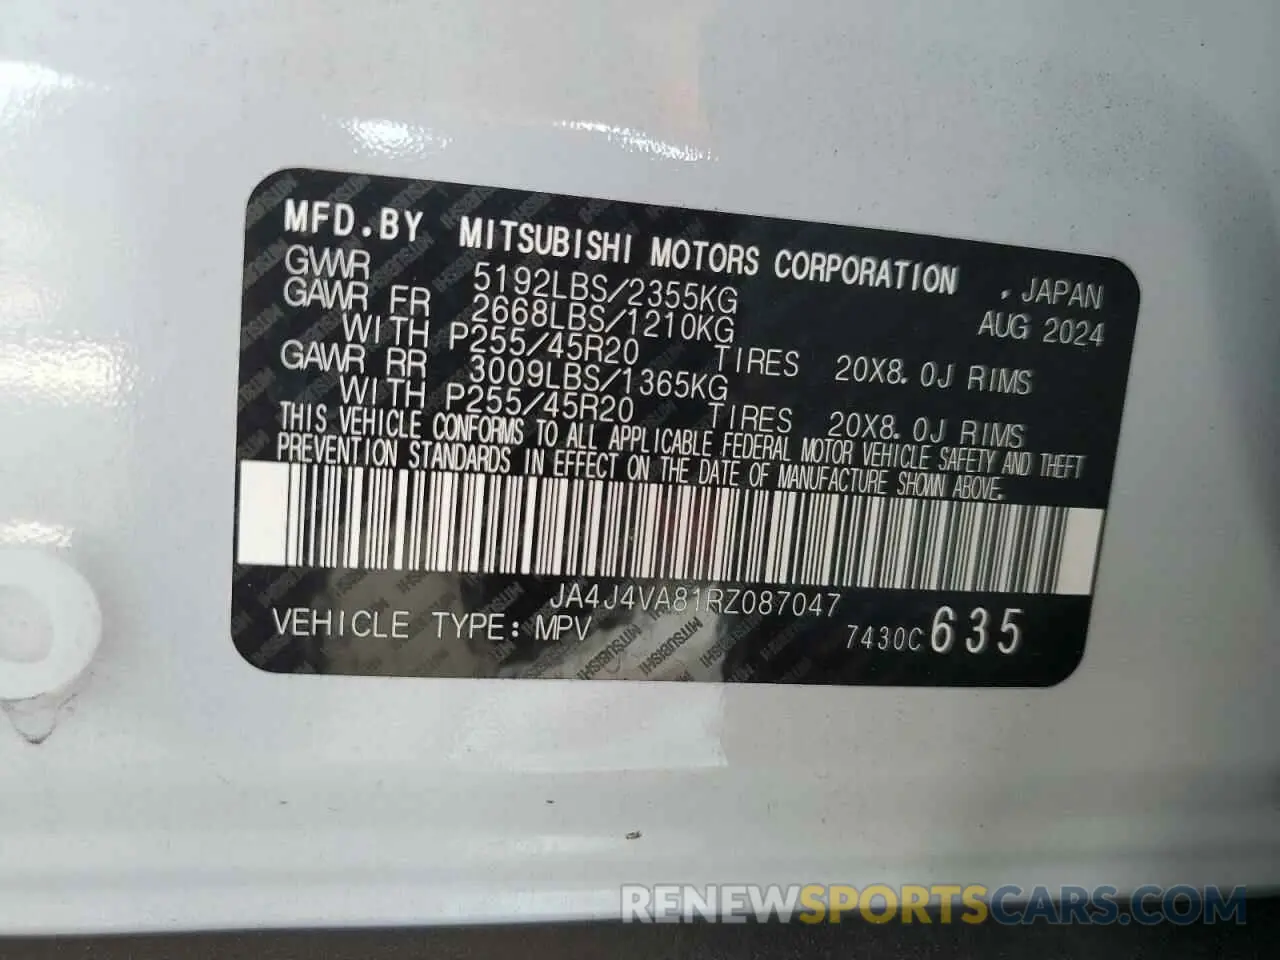 MFD.BY MITSUBISHI MOTORS CORPORATION , JAPAN
GVWR 5192LBS/2355KG AUG 2024
GAWR FR 2668LBS/1210KG
WITH P255/45R20 TIRES 20X8.0J RIMS
GAWR RR 3009LBS/1365KG
WITH P255/45R20 TIRES 20X8.0J RIMS
THIS VEHICLE CONFORMS TO ALL APPLICABLE FEDERAL MOTOR VEHICLE SAFETY AND THEFT
PREVENTION STANDARDS IN EFFECT ON THE DATE OF MANUFACTURE SHOWN ABOVE.
JA4J4VA81RZ087047
VEHICLE TYPE: MPV 7430C 635
RENEWSPORTSCARS.COM